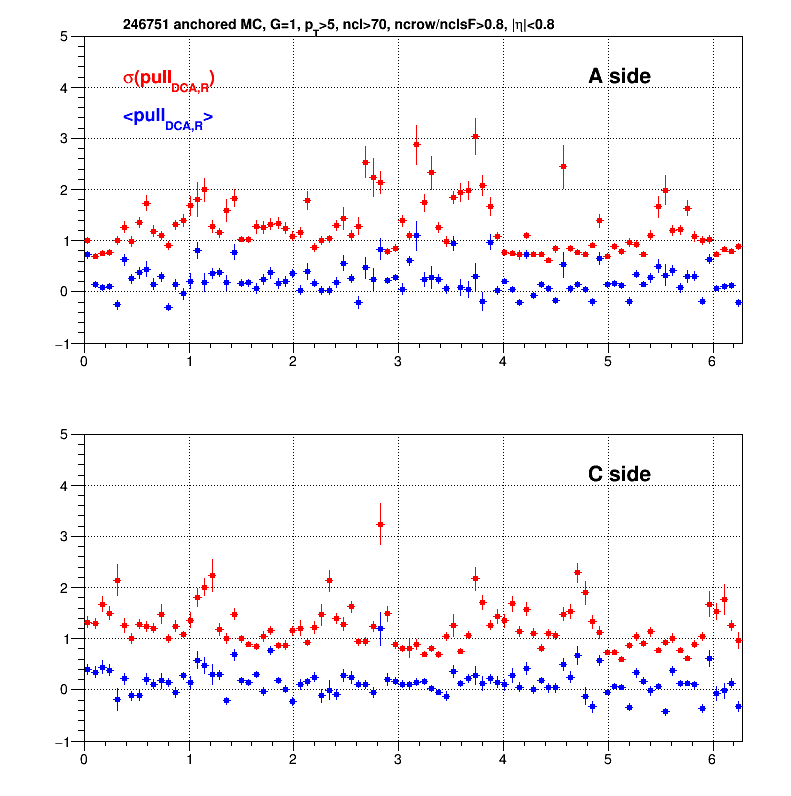 246751 anchored MC, G=1, pT>5, ncl>70, ncrow/nclsF>0.8, |η|<0.8
5
σ(pullDCA,R)
A side
4
<pullDCA,R>
3
2
1
0
−1
0 1 2 3 4 5 6
5
C side
4
3
2
1
0
−1
0 1 2 3 4 5 6